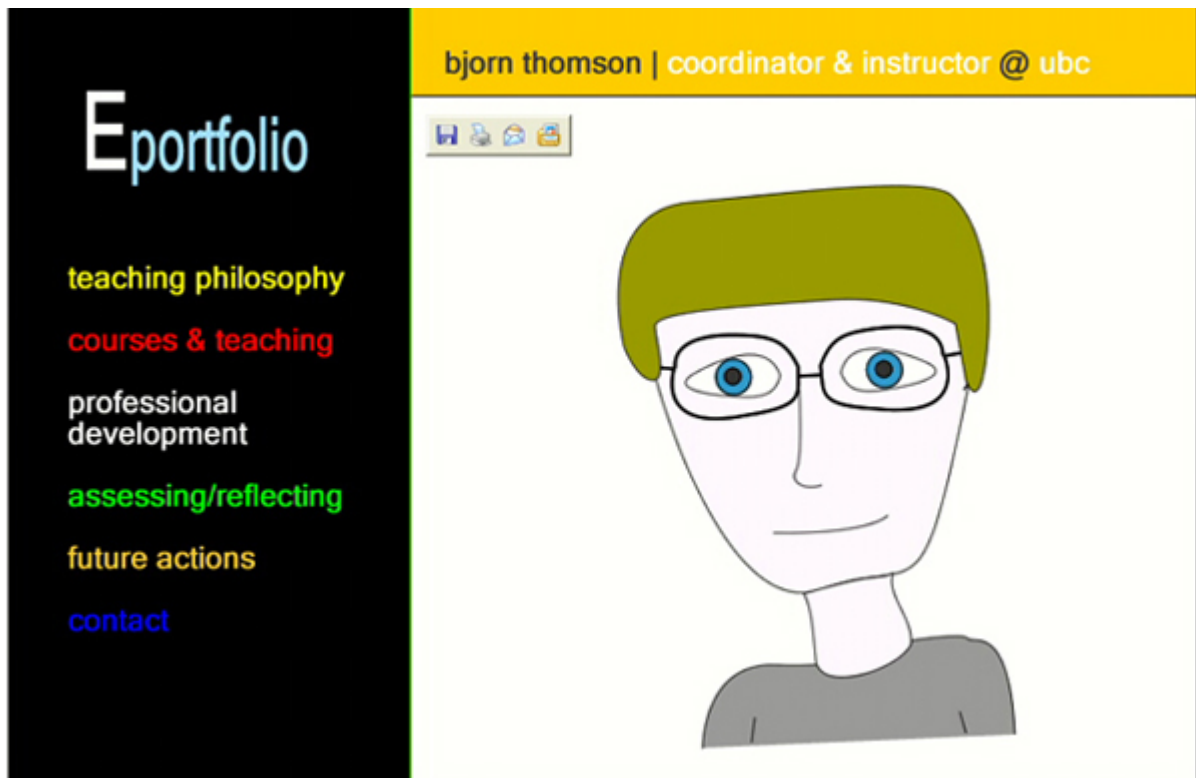 Eportfolio
teaching philosophy
courses & teaching
professional
development
assessing/reflecting
future actions
contact
bjorn thomson | coordinator & instructor @ ubc